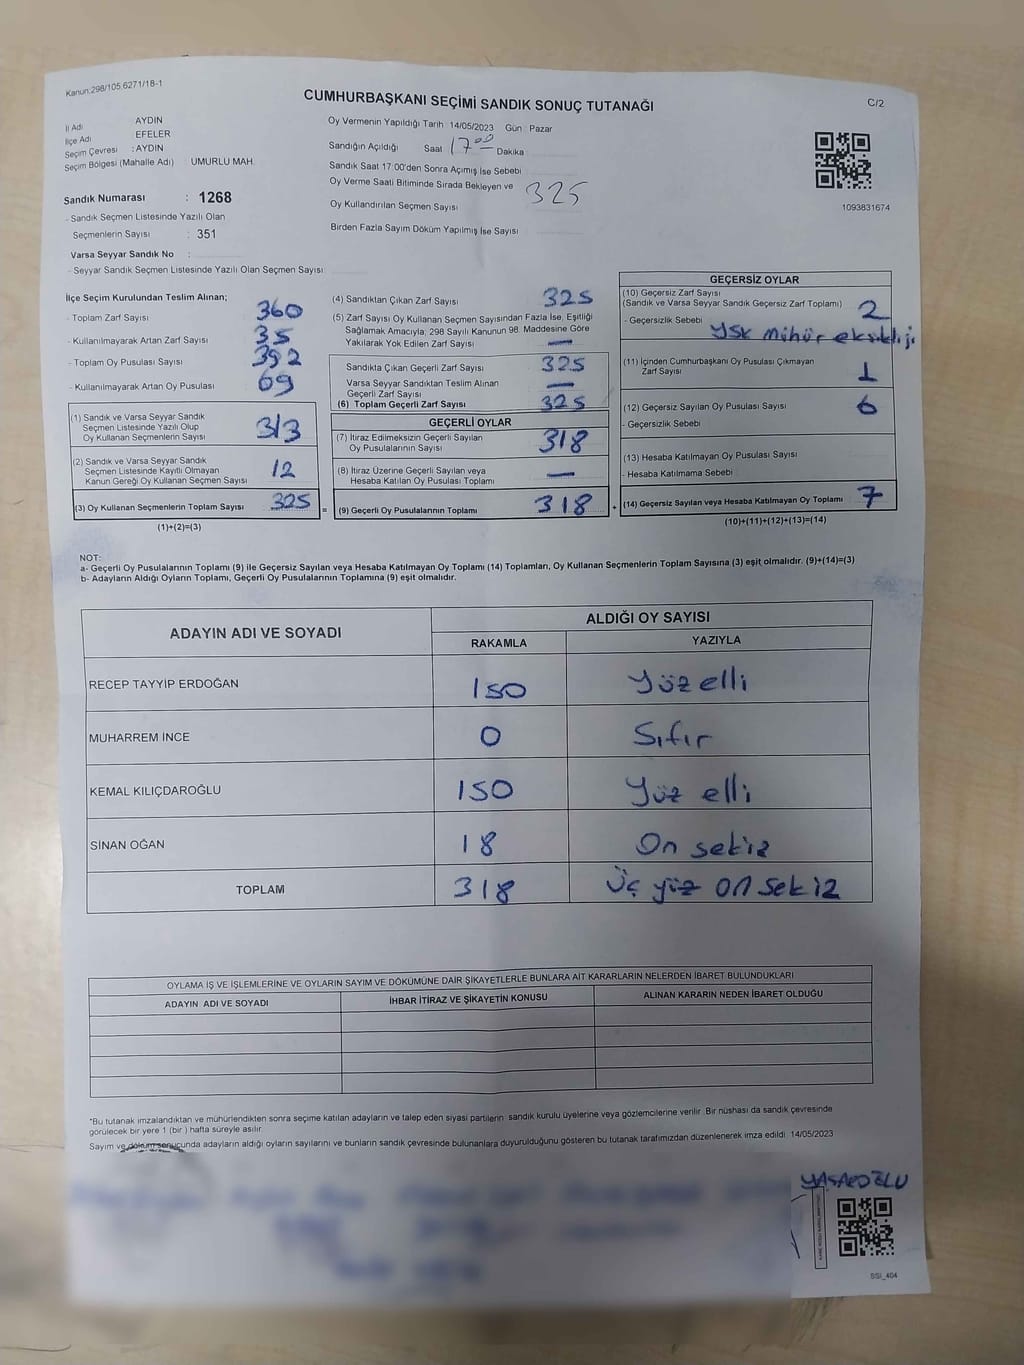 Kanun.298/105.6271/18-1
CUMHURBAŞKANI SEÇİMİ SANDIK SONUÇ TUTANAĞI
C/2
İl Adı AYDIN
İlçe Adı EFELER
Seçim Çevresi : AYDIN
Seçim Bölgesi (Mahalle Adı) : UMURLU MAH.
Oy Vermenin Yapıldığı Tarih 14/05/2023 Gün Pazar
Sandığın Açıldığı Saat 17 00 Dakika
Sandık Saat 17.00'den Sonra Açımış İse Sebebi
Oy Verme Saati Bitiminde Sırada Bekleyen ve
Oy Kullandırılan Seçmen Sayısı 325
Birden Fazla Sayım Döküm Yapılmış İse Sayısı
1093831674
Sandık Numarası : 1268
- Sandık Seçmen Listesinde Yazılı Olan
Seçmenlerin Sayısı : 351
Varsa Seyyar Sandık No :
- Seyyar Sandık Seçmen Listesinde Yazılı Olan Seçmen Sayısı
İlçe Seçim Kurulundan Teslim Alınan;
- Toplam Zarf Sayısı 360
- Kullanılmayarak Artan Zarf Sayısı 35
- Toplam Oy Pusulası Sayısı 392
- Kullanılmayarak Artan Oy Pusulası 69
(1) Sandık ve Varsa Seyyar Sandık
Seçmen Listesinde Yazılı Olup
Oy Kullanan Seçmenlerin Sayısı 313
(2) Sandık ve Varsa Seyyar Sandık
Seçmen Listesinde Kayıtlı Olmayan
Kanun Gereği Oy Kullanan Seçmen Sayısı 12
(3) Oy Kullanan Seçmenlerin Toplam Sayısı 325 =
(1)+(2)=(3)
(4) Sandıktan Çıkan Zarf Sayısı 325
(5) Zarf Sayısı Oy Kullanan Seçmen Sayısından Fazla İse, Eşitliği
Sağlamak Amacıyla, 298 Sayılı Kanunun 98. Maddesine Göre
Yakılarak Yok Edilen Zarf Sayısı —
Sandıkta Çıkan Geçerli Zarf Sayısı 325
Varsa Seyyar Sandıktan Teslim Alınan
Geçerli Zarf Sayısı —
(6) Toplam Geçerli Zarf Sayısı 325
GEÇERLİ OYLAR
(7) İtiraz Edilmeksizin Geçerli Sayılan
Oy Pusulalarının Sayısı 318
(8) İtiraz Üzerine Geçerli Sayılan veya
Hesaba Katılan Oy Pusulası Toplamı —
(9) Geçerli Oy Pusulalarının Toplamı 318 +
GEÇERSİZ OYLAR
(10) Geçersiz Zarf Sayısı
(Sandık ve Varsa Seyyar Sandık Geçersiz Zarf Toplamı) 2
- Geçersizlik Sebebi YSK mühür eksikliği
(11) İçinden Cumhurbaşkanı Oy Pusulası Çıkmayan
Zarf Sayısı 1
(12) Geçersiz Sayılan Oy Pusulası Sayısı 6
- Geçersizlik Sebebi
(13) Hesaba Katılmayan Oy Pusulası Sayısı
- Hesaba Katılmama Sebebi
(14) Geçersiz Sayılan veya Hesaba Katılmayan Oy Toplamı 7
(10)+(11)+(12)+(13)=(14)
NOT:
a- Geçerli Oy Pusulalarının Toplamı (9) ile Geçersiz Sayılan veya Hesaba Katılmayan Oy Toplamı (14) Toplamları, Oy Kullanan Seçmenlerin Toplam Sayısına (3) eşit olmalıdır. (9)+(14)=(3)
b- Adayların Aldığı Oyların Toplamı, Geçerli Oy Pusulalarının Toplamına (9) eşit olmalıdır.
ADAYIN ADI VE SOYADI
ALDIĞI OY SAYISI
RAKAMLA YAZIYLA
RECEP TAYYİP ERDOĞAN 150 Yüz elli
MUHARREM İNCE 0 Sıfır
KEMAL KILIÇDAROĞLU 150 Yüz elli
SİNAN OĞAN 18 On sekiz
TOPLAM 318 Üç yüz on sekiz
OYLAMA İŞ VE İŞLEMLERİNE VE OYLARIN SAYIM VE DÖKÜMÜNE DAİR ŞİKAYETLERLE BUNLARA AİT KARARLARIN NELERDEN İBARET BULUNDUKLARI
ADAYIN ADI VE SOYADI İHBAR İTİRAZ VE ŞİKAYETİN KONUSU ALINAN KARARIN NEDEN İBARET OLDUĞU
*Bu tutanak imzalandıktan ve mühürlendikten sonra seçime katılan adayların ve talep eden siyasi partilerin sandık kurulu üyelerine veya gözlemcilerine verilir. Bir nüshası da sandık çevresinde
görülecek bir yere 1 (bir) hafta süreyle asılır.
Sayım ve döküm sonucunda adayların aldığı oyların sayılarını ve bunların sandık çevresinde bulunanlara duyurulduğunu gösteren bu tutanak tarafımızdan düzenlenerek imza edildi. 14/05/2023
YAŞAROĞLU
SSI_404